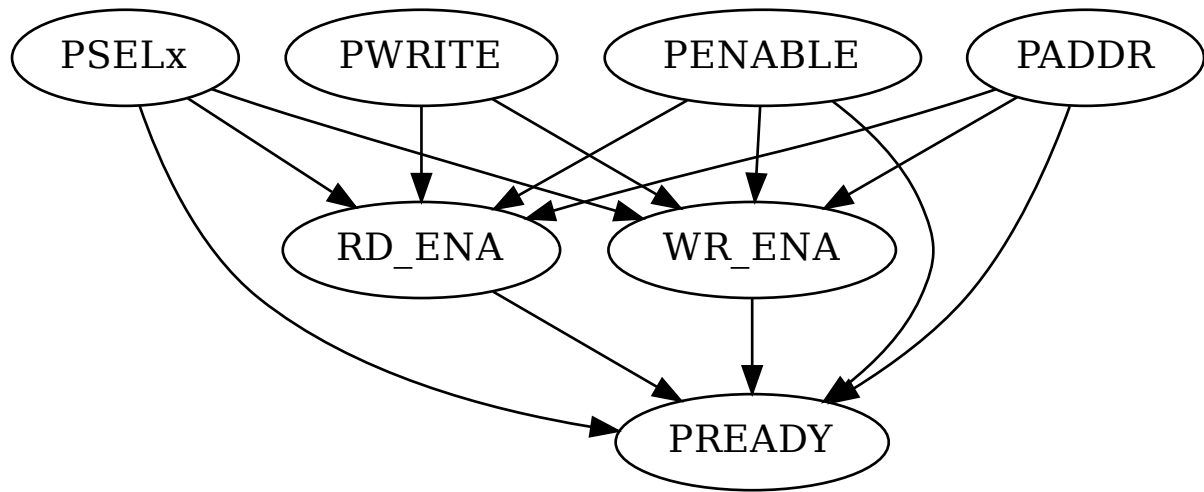 PSELx
PWRITE
PENABLE
PADDR
RD_ENA
WR_ENA
PREADY